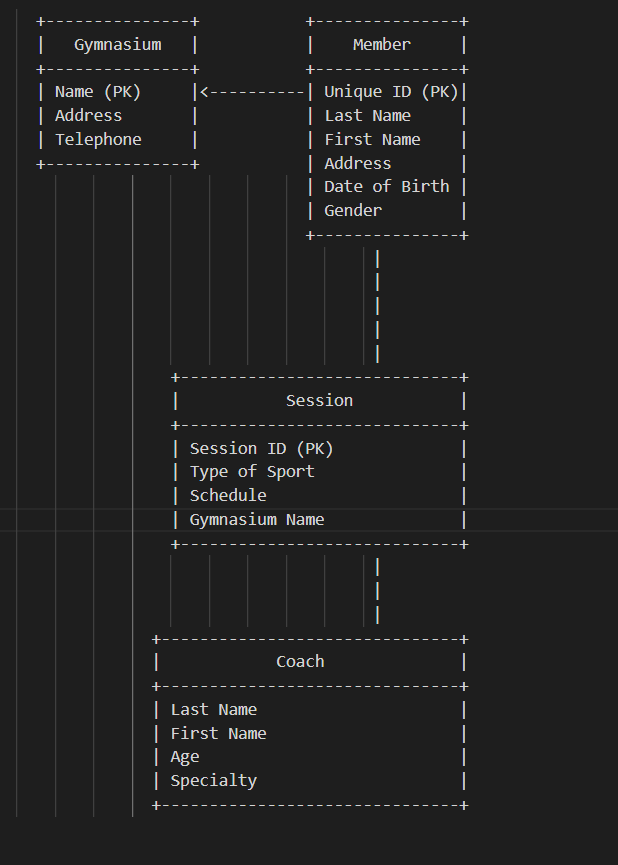 +---------------+           +---------------+
|   Gymnasium   |           |    Member     |
+---------------+           +---------------+
| Name (PK)     |<----------| Unique ID (PK)|
| Address       |           | Last Name     |
| Telephone     |           | First Name    |
+---------------+           | Address       |
                            | Date of Birth |
                            | Gender        |
                            +---------------+
                                   |
                                   |
                                   |
                                   |
                                   |
              +-----------------------------+
              |           Session           |
              +-----------------------------+
              | Session ID (PK)             |
              | Type of Sport               |
              | Schedule                    |
              | Gymnasium Name              |
              +-----------------------------+
                                   |
                                   |
                                   |
            +-------------------------------+
            |            Coach              |
            +-------------------------------+
            | Last Name                     |
            | First Name                    |
            | Age                           |
            | Specialty                     |
            +-------------------------------+